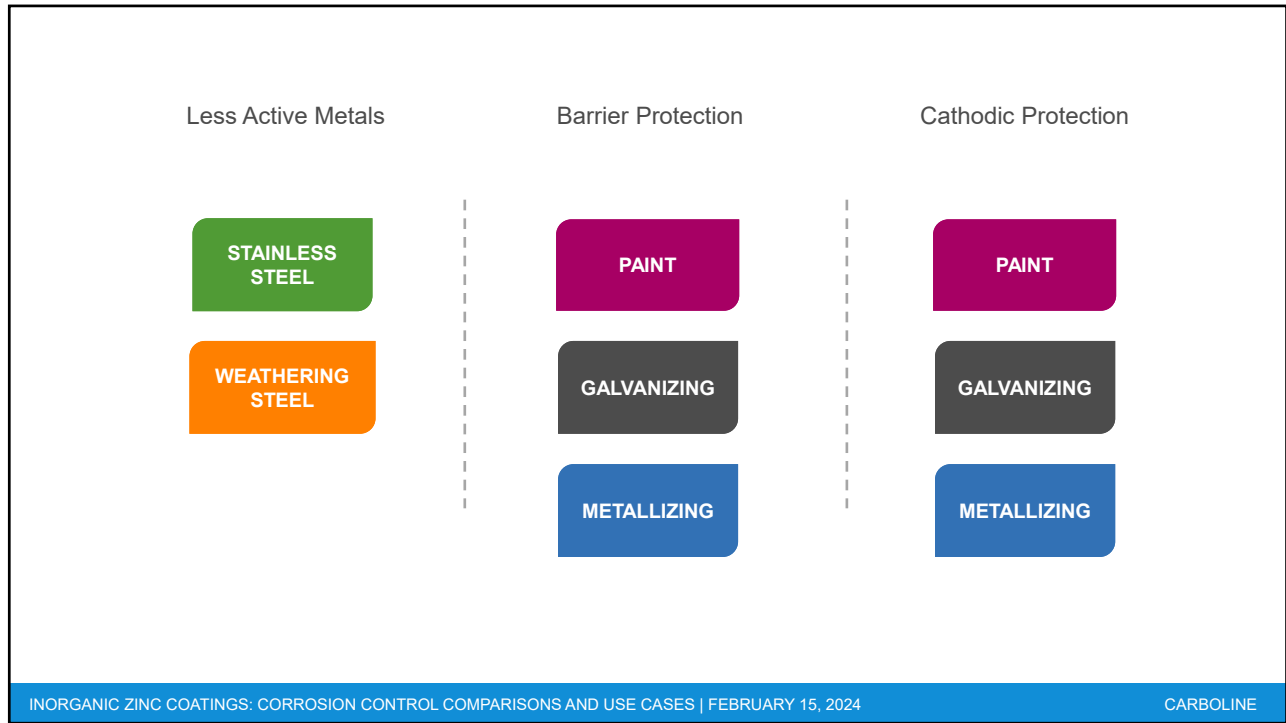 Less Active Metals
Barrier Protection
Cathodic Protection
STAINLESS
STEEL
PAINT
PAINT
WEATHERING
STEEL
GALVANIZING
GALVANIZING
METALLIZING
METALLIZING
INORGANIC ZINC COATINGS: CORROSION CONTROL COMPARISONS AND USE CASES | FEBRUARY 15, 2024
CARBOLINE